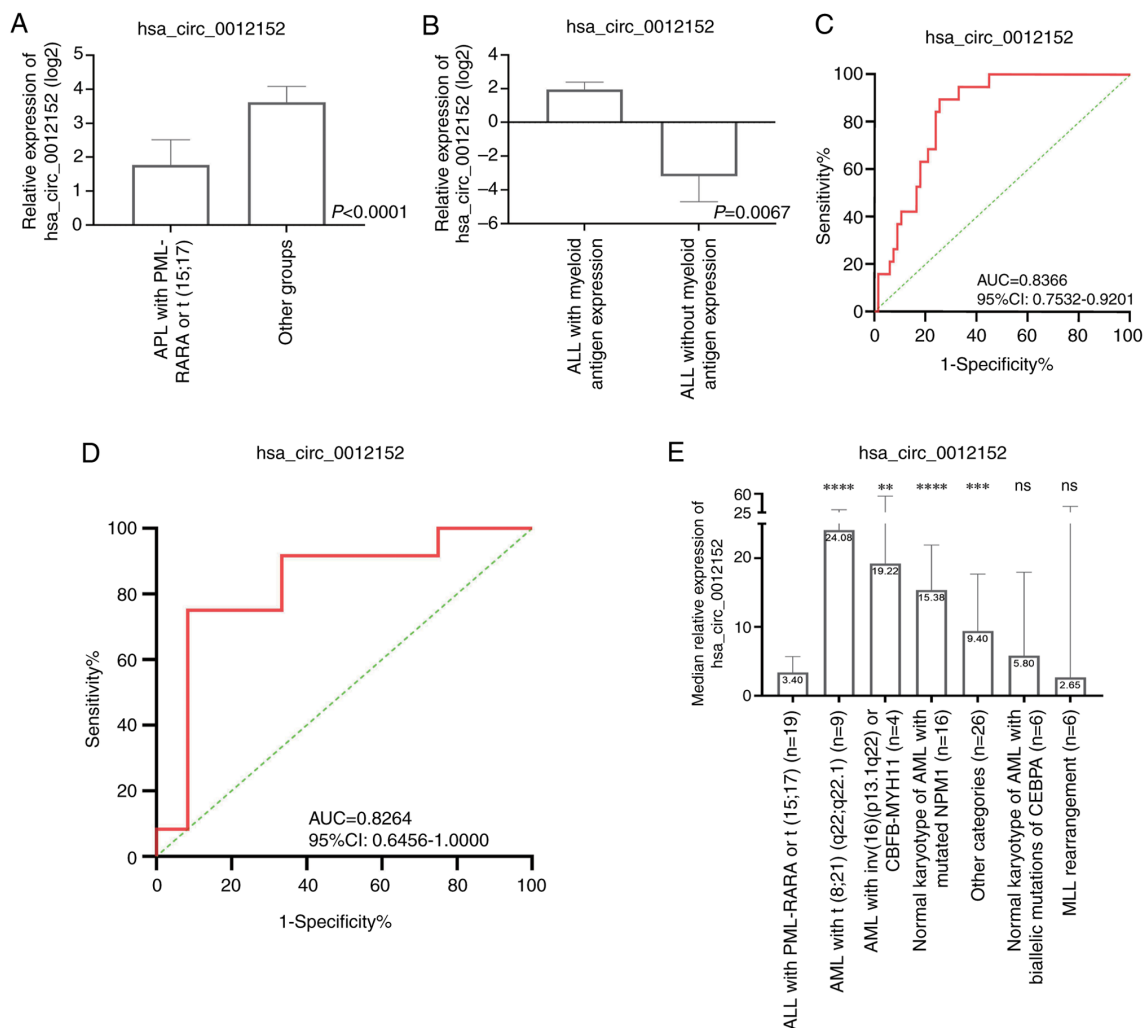 A
hsa_circ_0012152
Relative expression of
hsa_circ_0012152 (log2)
5
4
3
2
1
0
P<0.0001
APL with PML-
RARA or t (15;17)
Other groups
B
hsa_circ_0012152
Relative expression of
hsa_circ_0012152 (log2)
4
2
0
−2
−4
−6
P=0.0067
ALL with myeloid
antigen expression
ALL without myeloid
antigen expression
C
hsa_circ_0012152
Sensitivity%
100
80
60
40
20
0
AUC=0.8366
95%CI: 0.7532-0.9201
0 20 40 60 80 100
1-Specificity%
D
hsa_circ_0012152
Sensitivity%
100
80
60
40
20
0
AUC=0.8264
95%CI: 0.6456-1.0000
0 20 40 60 80 100
1-Specificity%
E
hsa_circ_0012152
Median relative expression of
hsa_circ_0012152
60
25
20
10
0
**** ** **** *** ns ns
3.40
24.08
19.22
15.38
9.40
5.80
2.65
ALL with PML-RARA or t (15;17) (n=19)
AML with t (8;21) (q22;q22.1) (n=9)
AML with inv(16)(p13.1q22) or
CBFB-MYH11 (n=4)
Normal karyotype of AML with
mutated NPM1 (n=16)
Other categories (n=26)
Normal karyotype of AML with
biallelic mutations of CEBPA (n=6)
MLL rearrangement (n=6)